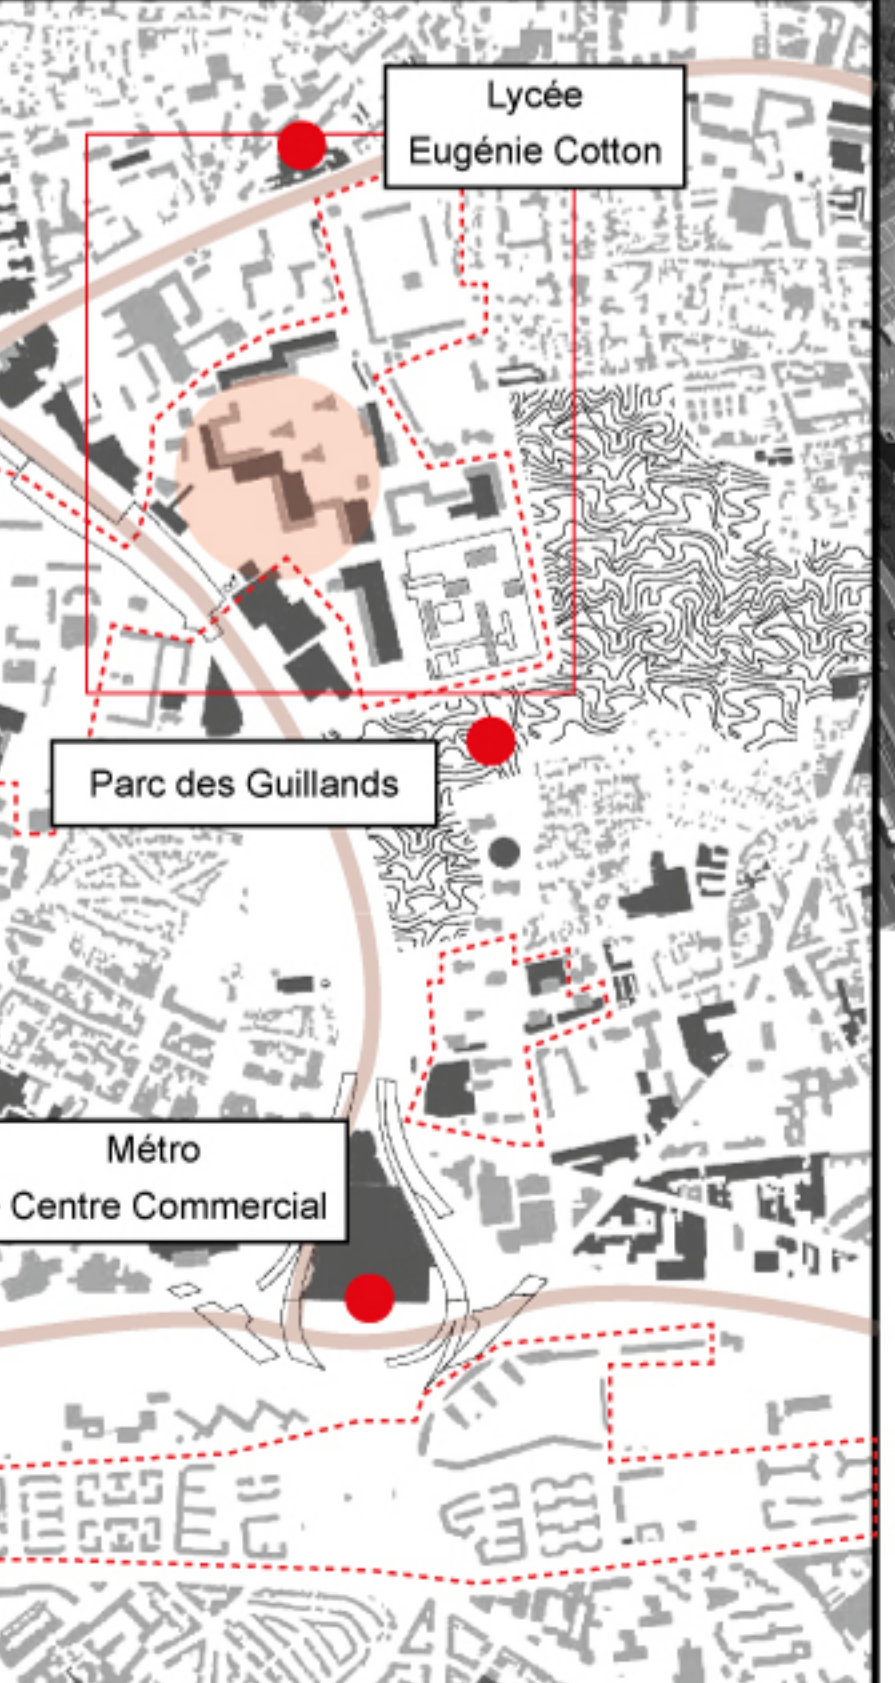 Lycée
Eugénie Cotton
Parc des Guillands
Métro
Centre Commercial